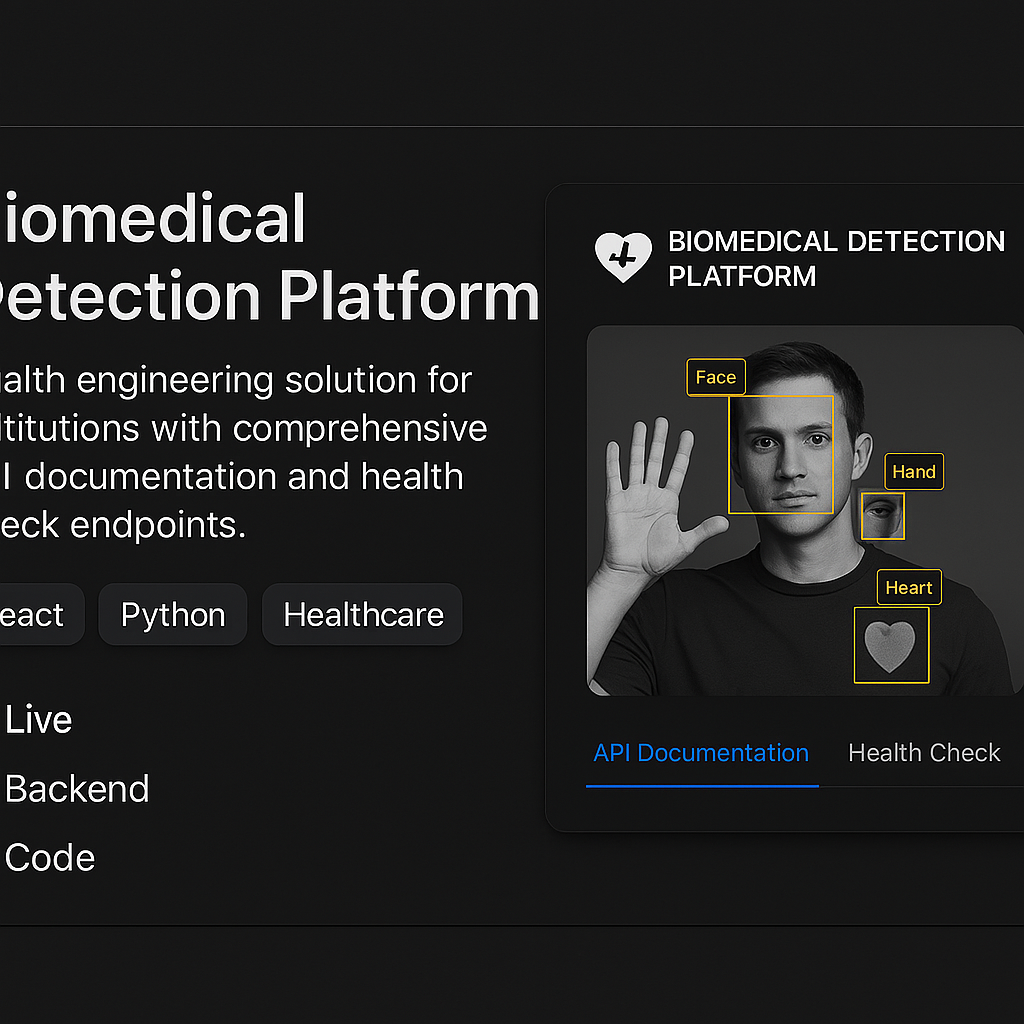 iomedical
Detection Platform
alth engineering solution for
ltitutions with comprehensive
I documentation and health
eck endpoints.
eact
Python
Healthcare
Live
Backend
Code
BIOMEDICAL DETECTION
PLATFORM
Face
Hand
Heart
API Documentation
Health Check